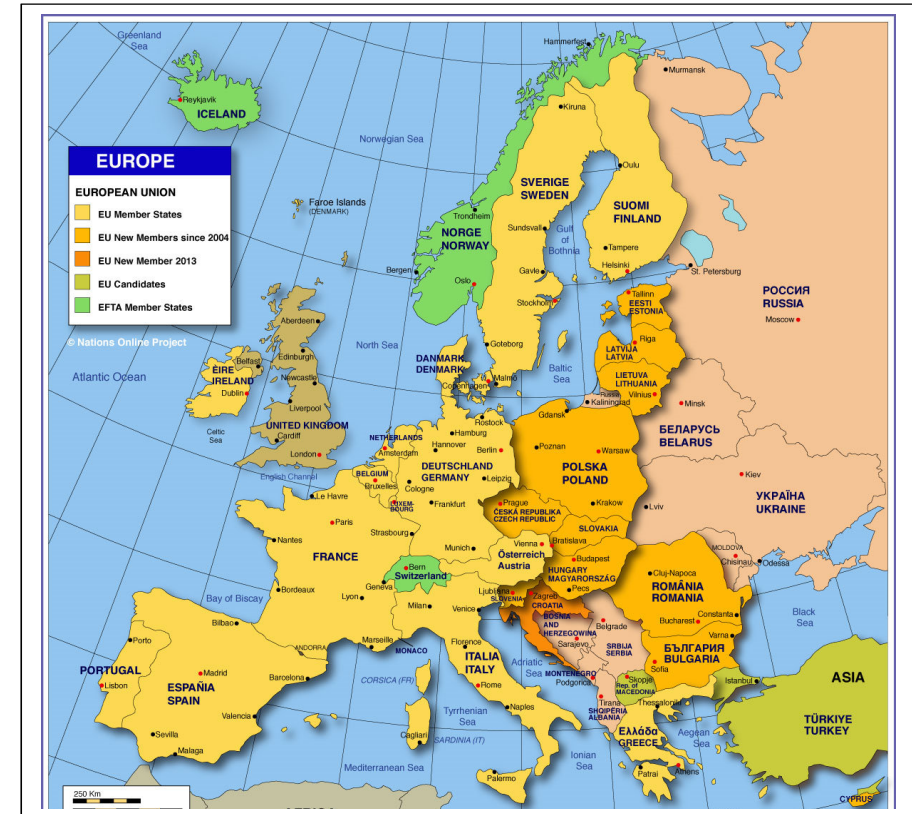 Greenland
Sea
Hammerfest
Murmansk
Reykjavik
ICELAND
Kiruna
Norwegian Sea
EUROPE
EUROPEAN UNION
EU Member States
EU New Members since 2004
EU New Member 2013
EU Candidates
EFTA Member States
© Nations Online Project
Faroe Islands
(DENMARK)
Oulu
SVERIGE
SWEDEN
SUOMI
FINLAND
Trondheim
NORGE
NORWAY
Sundsvall
Gulf
of
Bothnia
Tampere
Helsinki
Bergen
Oslo
Gavle
St. Petersburg
Stockholm
Tallinn
EESTI
ESTONIA
РОССИЯ
RUSSIA
Moscow
Aberdeen
North Sea
Goteborg
Riga
LATVIJA
LATVIA
Edinburgh
Belfast
DANMARK
DENMARK
Baltic
Sea
LIETUVA
LITHUANIA
Vilnius
Atlantic Ocean
ÉIRE
IRELAND
Dublin
Newcastle
Copenhagen
Malmö
Russia
Kaliningrad
Minsk
Liverpool
Gdansk
БЕЛАРУСЬ
BELARUS
Celtic
Sea
UNITED KINGDOM
Cardiff
London
Rostock
Hamburg
NETHERLANDS
Amsterdam
Hannover
Berlin
Poznan
Warsaw
POLSKA
POLAND
English Channel
BELGIUM
Bruxelles
DEUTSCHLAND
GERMANY
Cologne
Leipzig
Kiev
Le Havre
LUXEM-
BOURG
Frankfurt
Prague
ČESKÁ REPUBLIKA
CZECH REPUBLIC
Krakow
Lviv
УКРАЇНА
UKRAINE
Paris
Strasbourg
SLOVAKIA
Nantes
FRANCE
Munich
Vienna
Bratislava
Österreich
Austria
Budapest
HUNGARY
MAGYARORSZÁG
MOLDOVA
Chisinau
Odessa
Bern
Switzerland
Geneva
Cluj-Napoca
ROMÂNIA
ROMANIA
Bordeaux
Lyon
Milan
Venice
Ljubljana
SLOVENIA
Zagreb
CROATIA
Pecs
Bay of Biscay
Bilbao
BOSNIA
AND
HERZEGOWINA
Sarajevo
Belgrade
SRBIJA
SERBIA
Bucharest
Constanta
Black
Sea
Porto
ANDORRA
Marseille
MONACO
Florence
ITALIA
ITALY
Adriatic
Sea
MONTENEGRO
Podgorica
Varna
БЪЛГАРИЯ
BULGARIA
Sofia
PORTUGAL
Lisbon
Madrid
ESPAÑIA
SPAIN
Barcelona
CORSICA (FR)
Rome
Skopje
Rep. of
MACEDONIA
Istanbul
ASIA
Valencia
Tyrrhenian
Sea
Naples
Tirana
SHQIPËRIA
ALBANIA
Thessaloniki
TÜRKIYE
TURKEY
Sevilla
Malaga
Cagliari
SARDINIA (IT)
Ελλάδα
GREECE
Aegean
Sea
Mediterranean Sea
Palermo
Ionian
Sea
Patrai
Athens
250 Km
CYPRUS